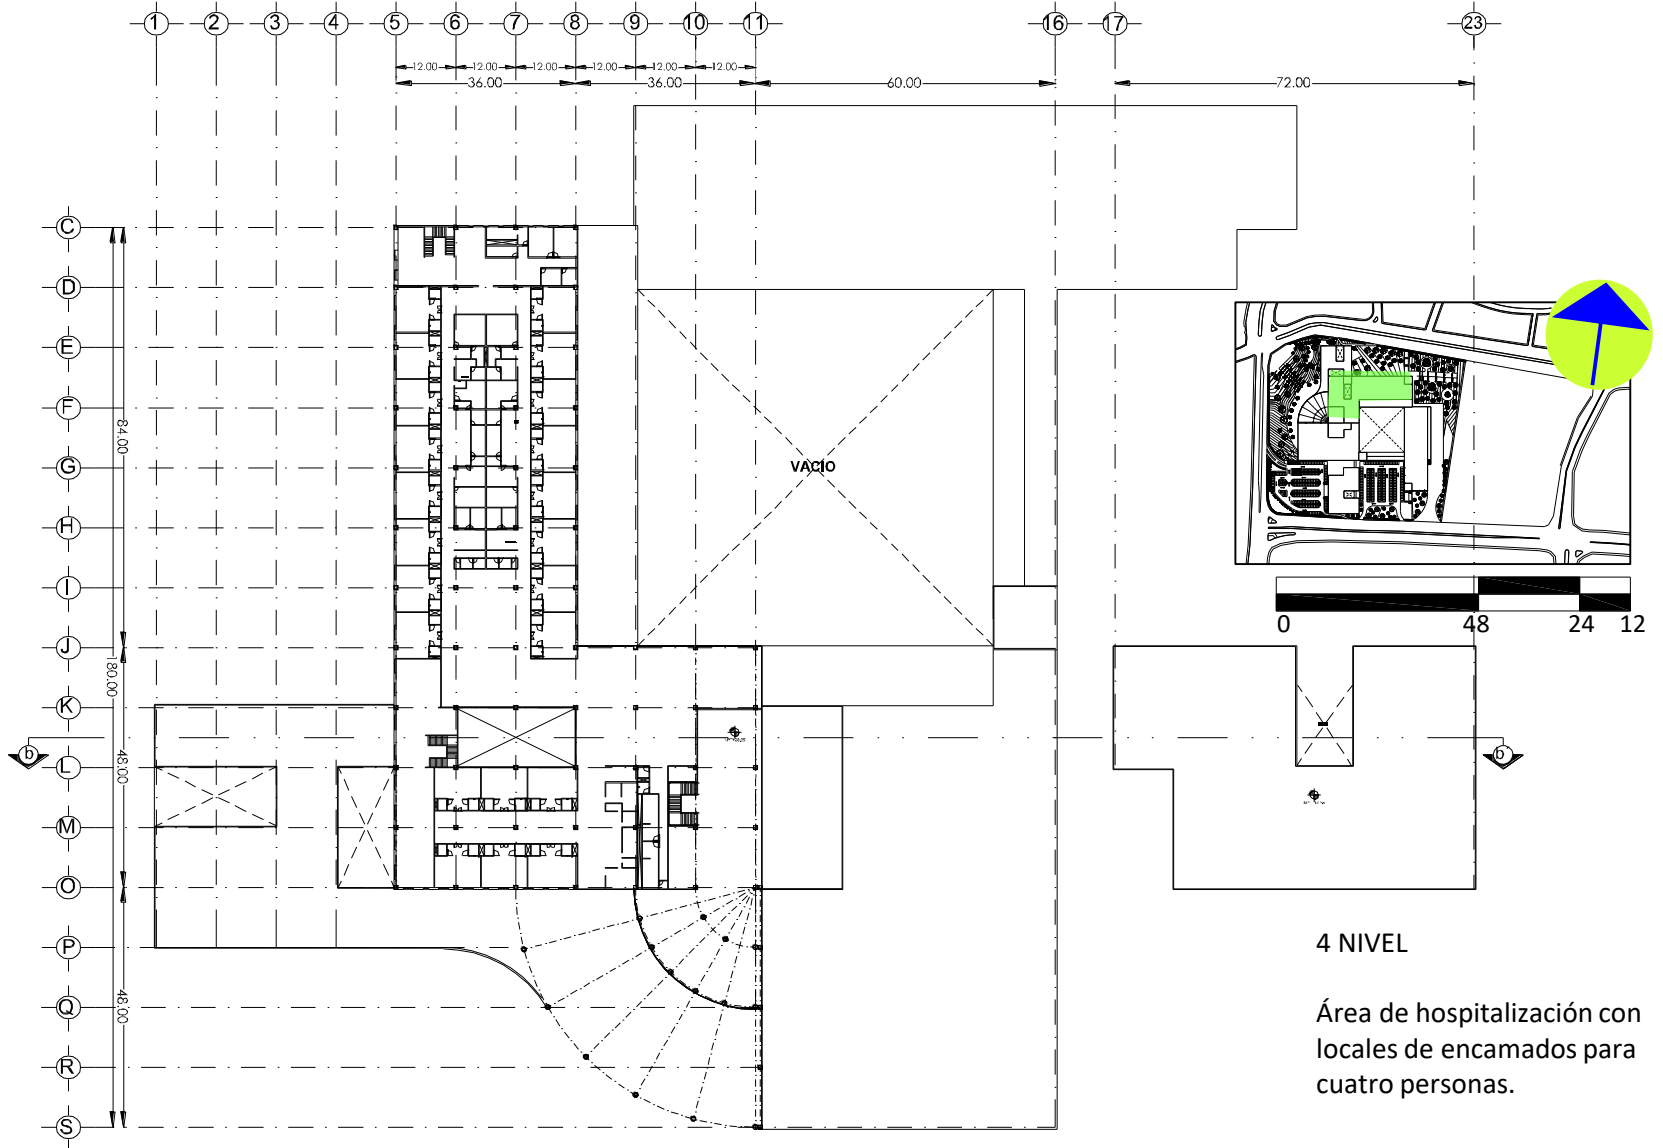 1 2 3 4 5 6 7 8 9 10 11 16 17 23
12.00 12.00 12.00 12.00 12.00 12.00
36.00 36.00 60.00 72.00
C
D
E
F
84.00
G
VACIO
H
I
0 48 24 12
J
180.00
K
b b
48.00
L
M
O
P
4 NIVEL
Q
48.00
Área de hospitalización con
locales de encamados para
cuatro personas.
R
S